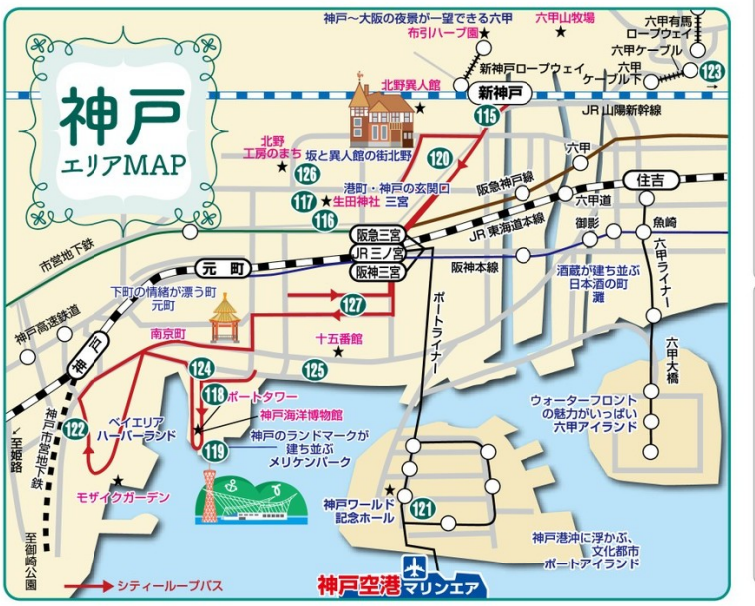 神戸
エリアMAP
神戸～大阪の夜景が一望できる六甲
布引ハーブ園
六甲山牧場
六甲有馬
ロープウェイ
六甲ケーブル
六甲
ケーブル下
123
新神戸ロープウェイ
新神戸
115
JR山陽新幹線
北野異人館
北野
工房のまち
坂と異人館の街北野
126
120
港町・神戸の玄関口
三宮
117
生田神社
116
六甲
阪急神戸線
住吉
六甲道
JR東海道本線
御影
魚崎
阪急三宮
JR三ノ宮
阪神三宮
市営地下鉄
元町
阪神本線
酒蔵が建ち並ぶ
日本酒の町
灘
六甲ライナー
下町の情緒が漂う町
元町
127
ポートライナー
神戸高速鉄道
南京町
十五番館
神戸
124
125
六甲大橋
118
ポートタワー
神戸海洋博物館
ウォーターフロント
の魅力がいっぱい
六甲アイランド
122
ベイエリア
ハーバーランド
神戸のランドマークが
建ち並ぶ
メリケンパーク
119
至姫路
神戸市営地下鉄
モザイクガーデン
神戸ワールド
記念ホール
121
神戸港沖に浮かぶ、
文化都市
ポートアイランド
至御崎公園
シティーループバス
神戸空港
マリンエア